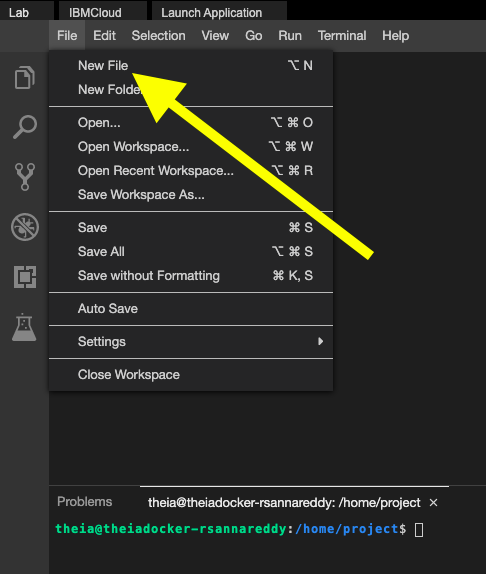 Lab IBMCloud Launch Application
File Edit Selection View Go Run Terminal Help
New File ⌥ N
New Folder
Open... ⌥ ⌘ O
Open Workspace... ⌥ ⌘ W
Open Recent Workspace... ⌥ ⌘ R
Save Workspace As...
Save ⌘ S
Save All ⌥ ⌘ S
Save without Formatting ⌘ K, S
Auto Save
Settings
Close Workspace
Problems theia@theiadocker-rsannareddy: /home/project ×
theia@theiadocker-rsannareddy:/home/project$